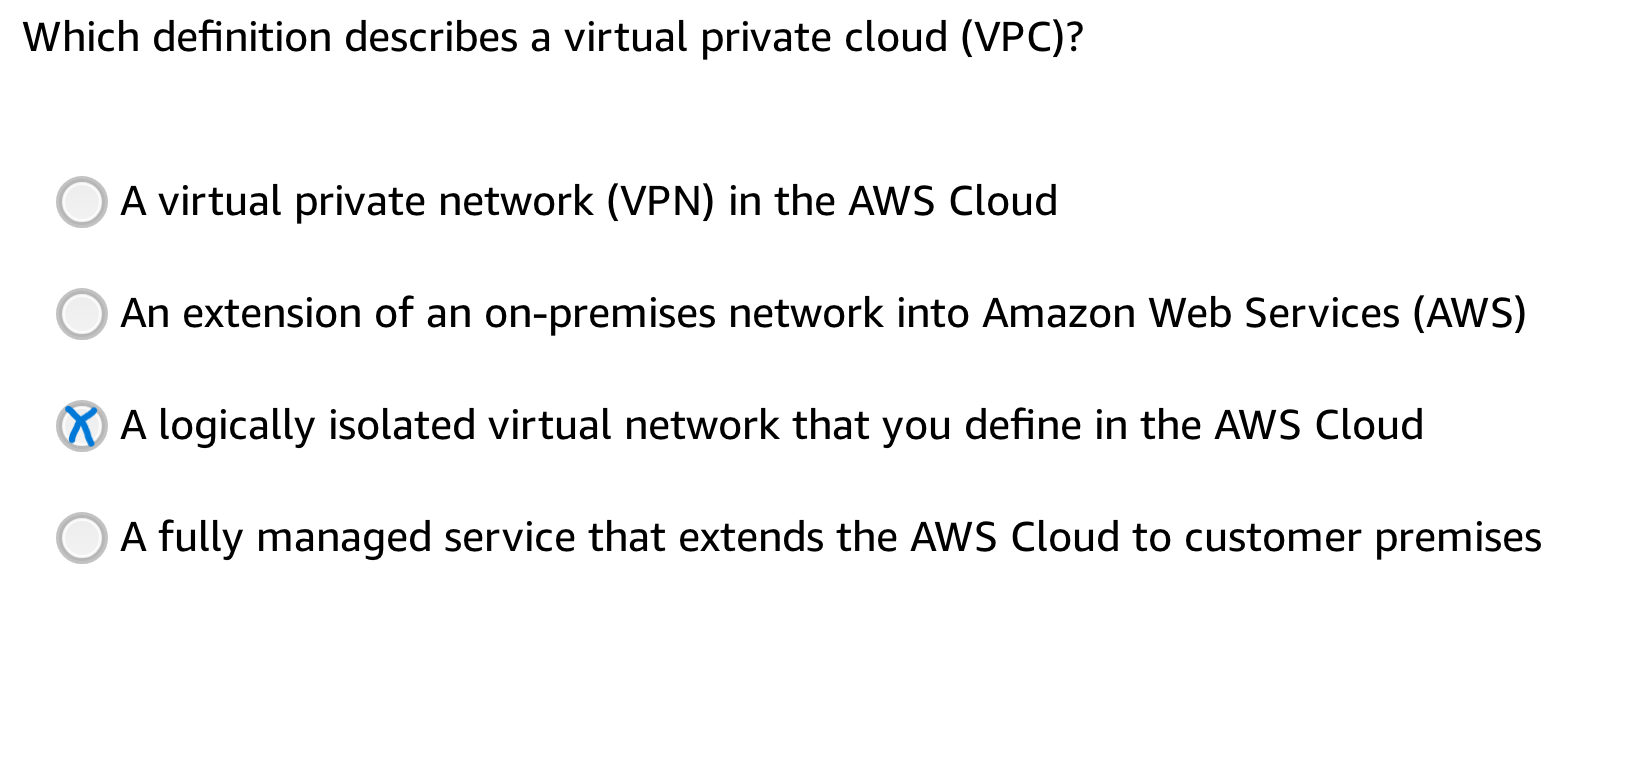 Which definition describes a virtual private cloud (VPC)?
A virtual private network (VPN) in the AWS Cloud
An extension of an on-premises network into Amazon Web Services (AWS)
A logically isolated virtual network that you define in the AWS Cloud
A fully managed service that extends the AWS Cloud to customer premises